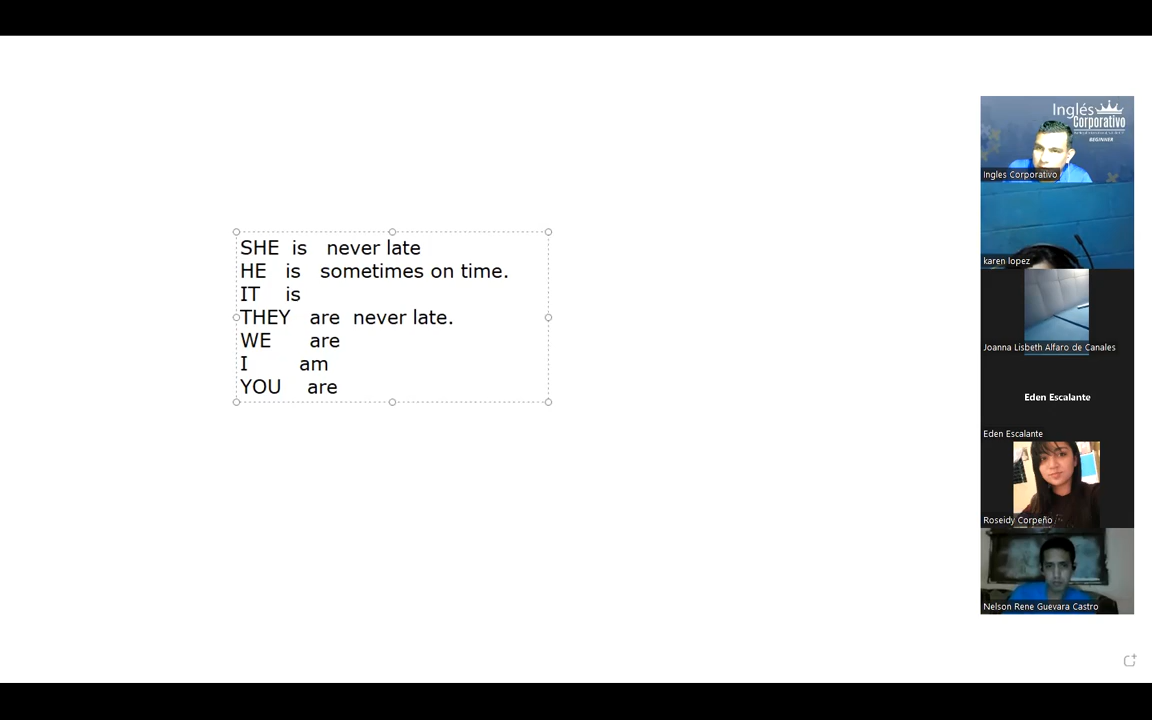 SHE is never late
HE is sometimes on time.
IT is
THEY are never late.
WE are
I am
YOU are
Inglés
Corporativo
BEGINNER
Ingles Corporativo
karen lopez
Joanna Lisbeth Alfaro de Canales
Eden Escalante
Eden Escalante
Roseidy Corpeño
Nelson Rene Guevara Castro